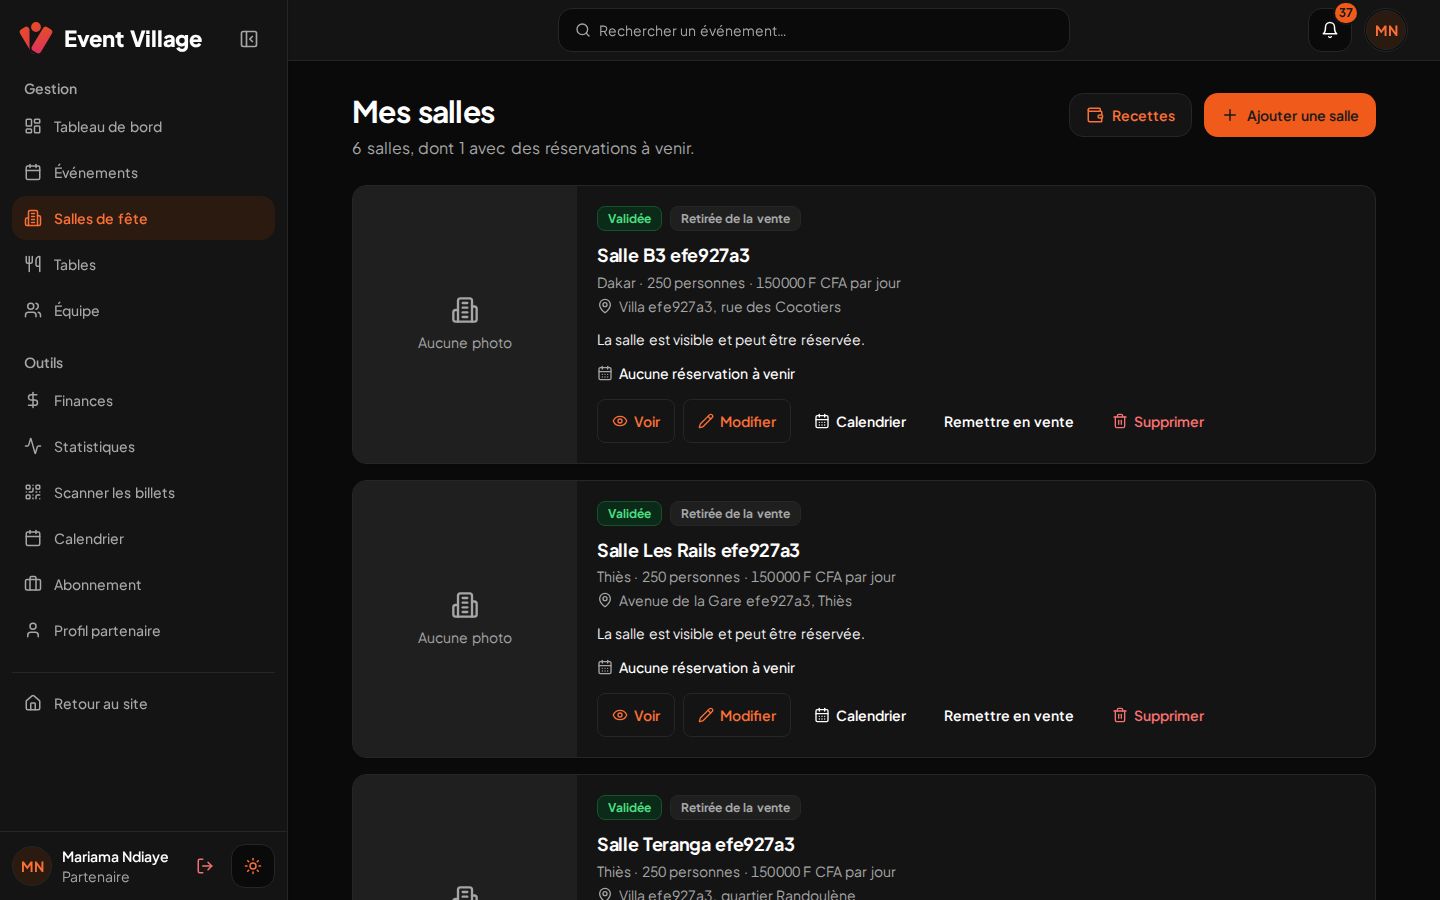 Event Village
Rechercher un événement...
37
MN
Gestion
Tableau de bord
Événements
Salles de fête
Tables
Équipe
Outils
Finances
Statistiques
Scanner les billets
Calendrier
Abonnement
Profil partenaire
Retour au site
MN
Mariama Ndiaye
Partenaire
Mes salles
6 salles, dont 1 avec des réservations à venir.
Recettes
Ajouter une salle
Aucune photo
Validée
Retirée de la vente
Salle B3 efe927a3
Dakar · 250 personnes · 150000 F CFA par jour
Villa efe927a3, rue des Cocotiers
La salle est visible et peut être réservée.
Aucune réservation à venir
Voir
Modifier
Calendrier
Remettre en vente
Supprimer
Aucune photo
Validée
Retirée de la vente
Salle Les Rails efe927a3
Thiès · 250 personnes · 150000 F CFA par jour
Avenue de la Gare efe927a3, Thiès
La salle est visible et peut être réservée.
Aucune réservation à venir
Voir
Modifier
Calendrier
Remettre en vente
Supprimer
Validée
Retirée de la vente
Salle Teranga efe927a3
Thiès · 250 personnes · 150000 F CFA par jour
Villa efe927a3, quartier Randoulène